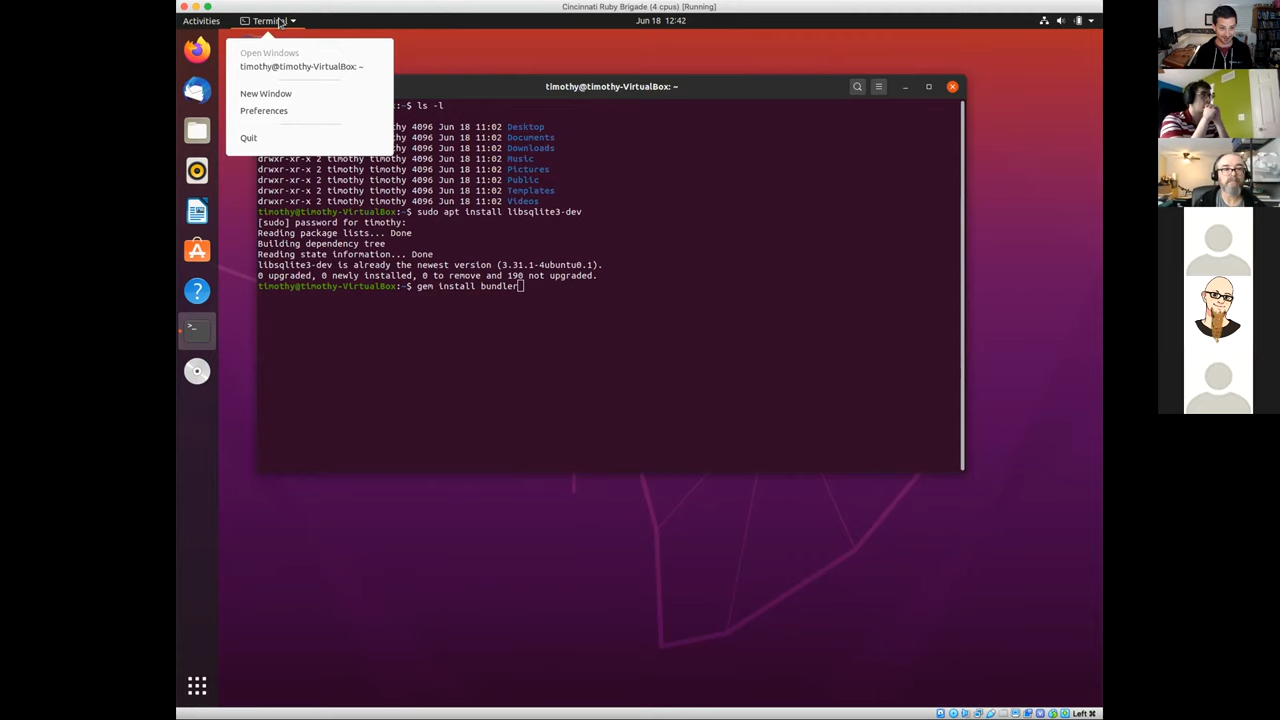 Cincinnati Ruby Brigade (4 cpus) [Running]
Activities
Terminal
Jun 18 12:42
Open Windows
timothy@timothy-VirtualBox: ~
New Window
Preferences
Quit
timothy@timothy-VirtualBox: ~
:~$ ls -l
othy 4096 Jun 18 11:02 Desktop
othy 4096 Jun 18 11:02 Documents
othy 4096 Jun 18 11:02 Downloads
drwxr-xr-x 2 timothy timothy 4096 Jun 18 11:02 Music
drwxr-xr-x 2 timothy timothy 4096 Jun 18 11:02 Pictures
drwxr-xr-x 2 timothy timothy 4096 Jun 18 11:02 Public
drwxr-xr-x 2 timothy timothy 4096 Jun 18 11:02 Templates
drwxr-xr-x 2 timothy timothy 4096 Jun 18 11:02 Videos
timothy@timothy-VirtualBox:~$ sudo apt install libsqlite3-dev
[sudo] password for timothy:
Reading package lists... Done
Building dependency tree
Reading state information... Done
libsqlite3-dev is already the newest version (3.31.1-4ubuntu0.1).
0 upgraded, 0 newly installed, 0 to remove and 190 not upgraded.
timothy@timothy-VirtualBox:~$ gem install bundler
Left ⌘